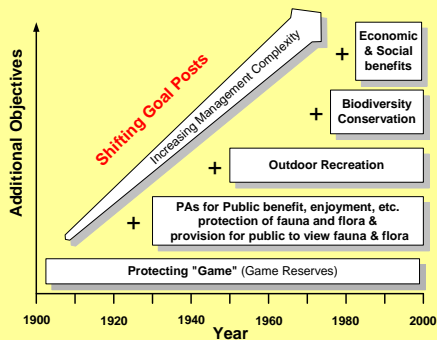 Economic
& Social
benefits
+
Biodiversity
Conservation
+
Shifting Goal Posts
Increasing Management Complexity
Outdoor Recreation
+
PAs for Public benefit, enjoyment, etc.
protection of fauna and flora &
provision for public to view fauna & flora
+
Protecting "Game" (Game Reserves)
Additional Objectives
1900 1920 1940 1960 1980 2000
Year